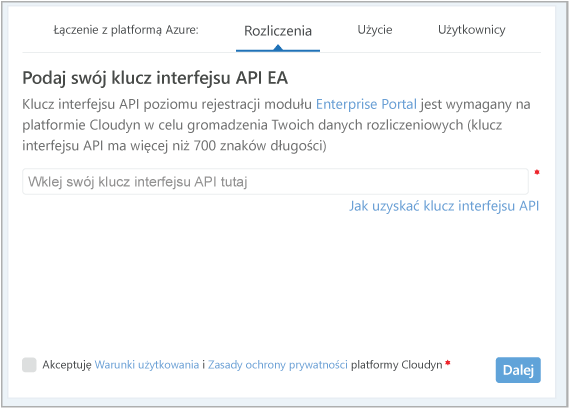 Łączenie z platformą Azure: Rozliczenia Użycie Użytkownicy
Podaj swój klucz interfejsu API EA
Klucz interfejsu API poziomu rejestracji modułu Enterprise Portal jest wymagany na
platformie Cloudyn w celu gromadzenia Twoich danych rozliczeniowych (klucz
interfejsu API ma więcej niż 700 znaków długości)
Wklej swój klucz interfejsu API tutaj *
Jak uzyskać klucz interfejsu API
Akceptuję Warunki użytkowania i Zasady ochrony prywatności platformy Cloudyn * Dalej